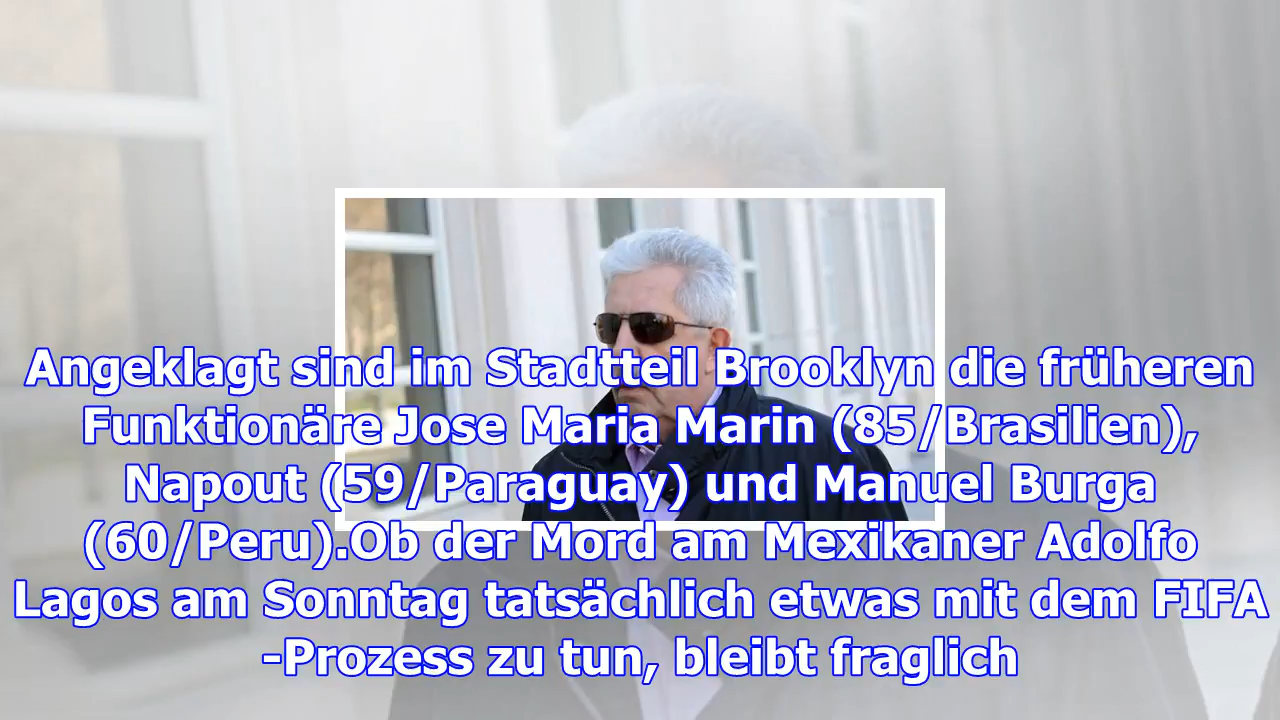 Angeklagt sind im Stadtteil Brooklyn die früheren
Funktionäre Jose Maria Marin (85/Brasilien),
Napout (59/Paraguay) und Manuel Burga
(60/Peru).Ob der Mord am Mexikaner Adolfo
Lagos am Sonntag tatsächlich etwas mit dem FIFA
-Prozess zu tun, bleibt fraglich